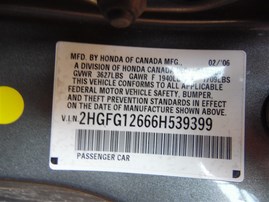 MFD. BY HONDA OF CANADA MFG. 02/06
A DIVISION OF HONDA CANADA
GVWR 3627LBS GAWR F 1940LBS
THIS VEHICLE CONFORMS TO ALL APPLICABLE
FEDERAL MOTOR VEHICLE SAFETY, BUMPER,
AND THEFT PREVENTION STANDARDS IN
EFFECT ON THE DATE OF MANUFACTURE
SHOWN ABOVE.
V.I.N. 2HGFG12666H539399
PASSENGER CAR